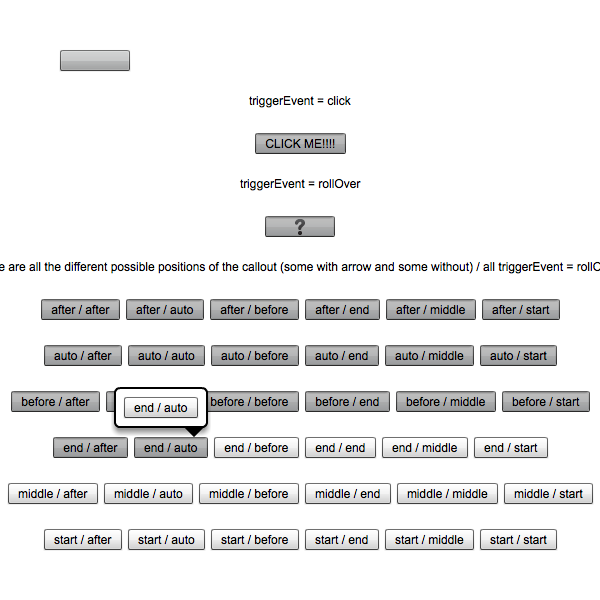 triggerEvent = click
CLICK ME!!!!
triggerEvent = rollOver
?
are all the different possible positions of the callout (some with arrow and some without) / all triggerEvent =
after / after after / auto after / before after / end after / middle after / start
auto / after auto / auto auto / before auto / end auto / middle auto / start
before / after before / before before / end before / middle before / start
end / auto
end / after end / auto end / before end / end end / middle end / start
middle / after middle / auto middle / before middle / end middle / middle middle / start
start / after start / auto start / before start / end start / middle start / start